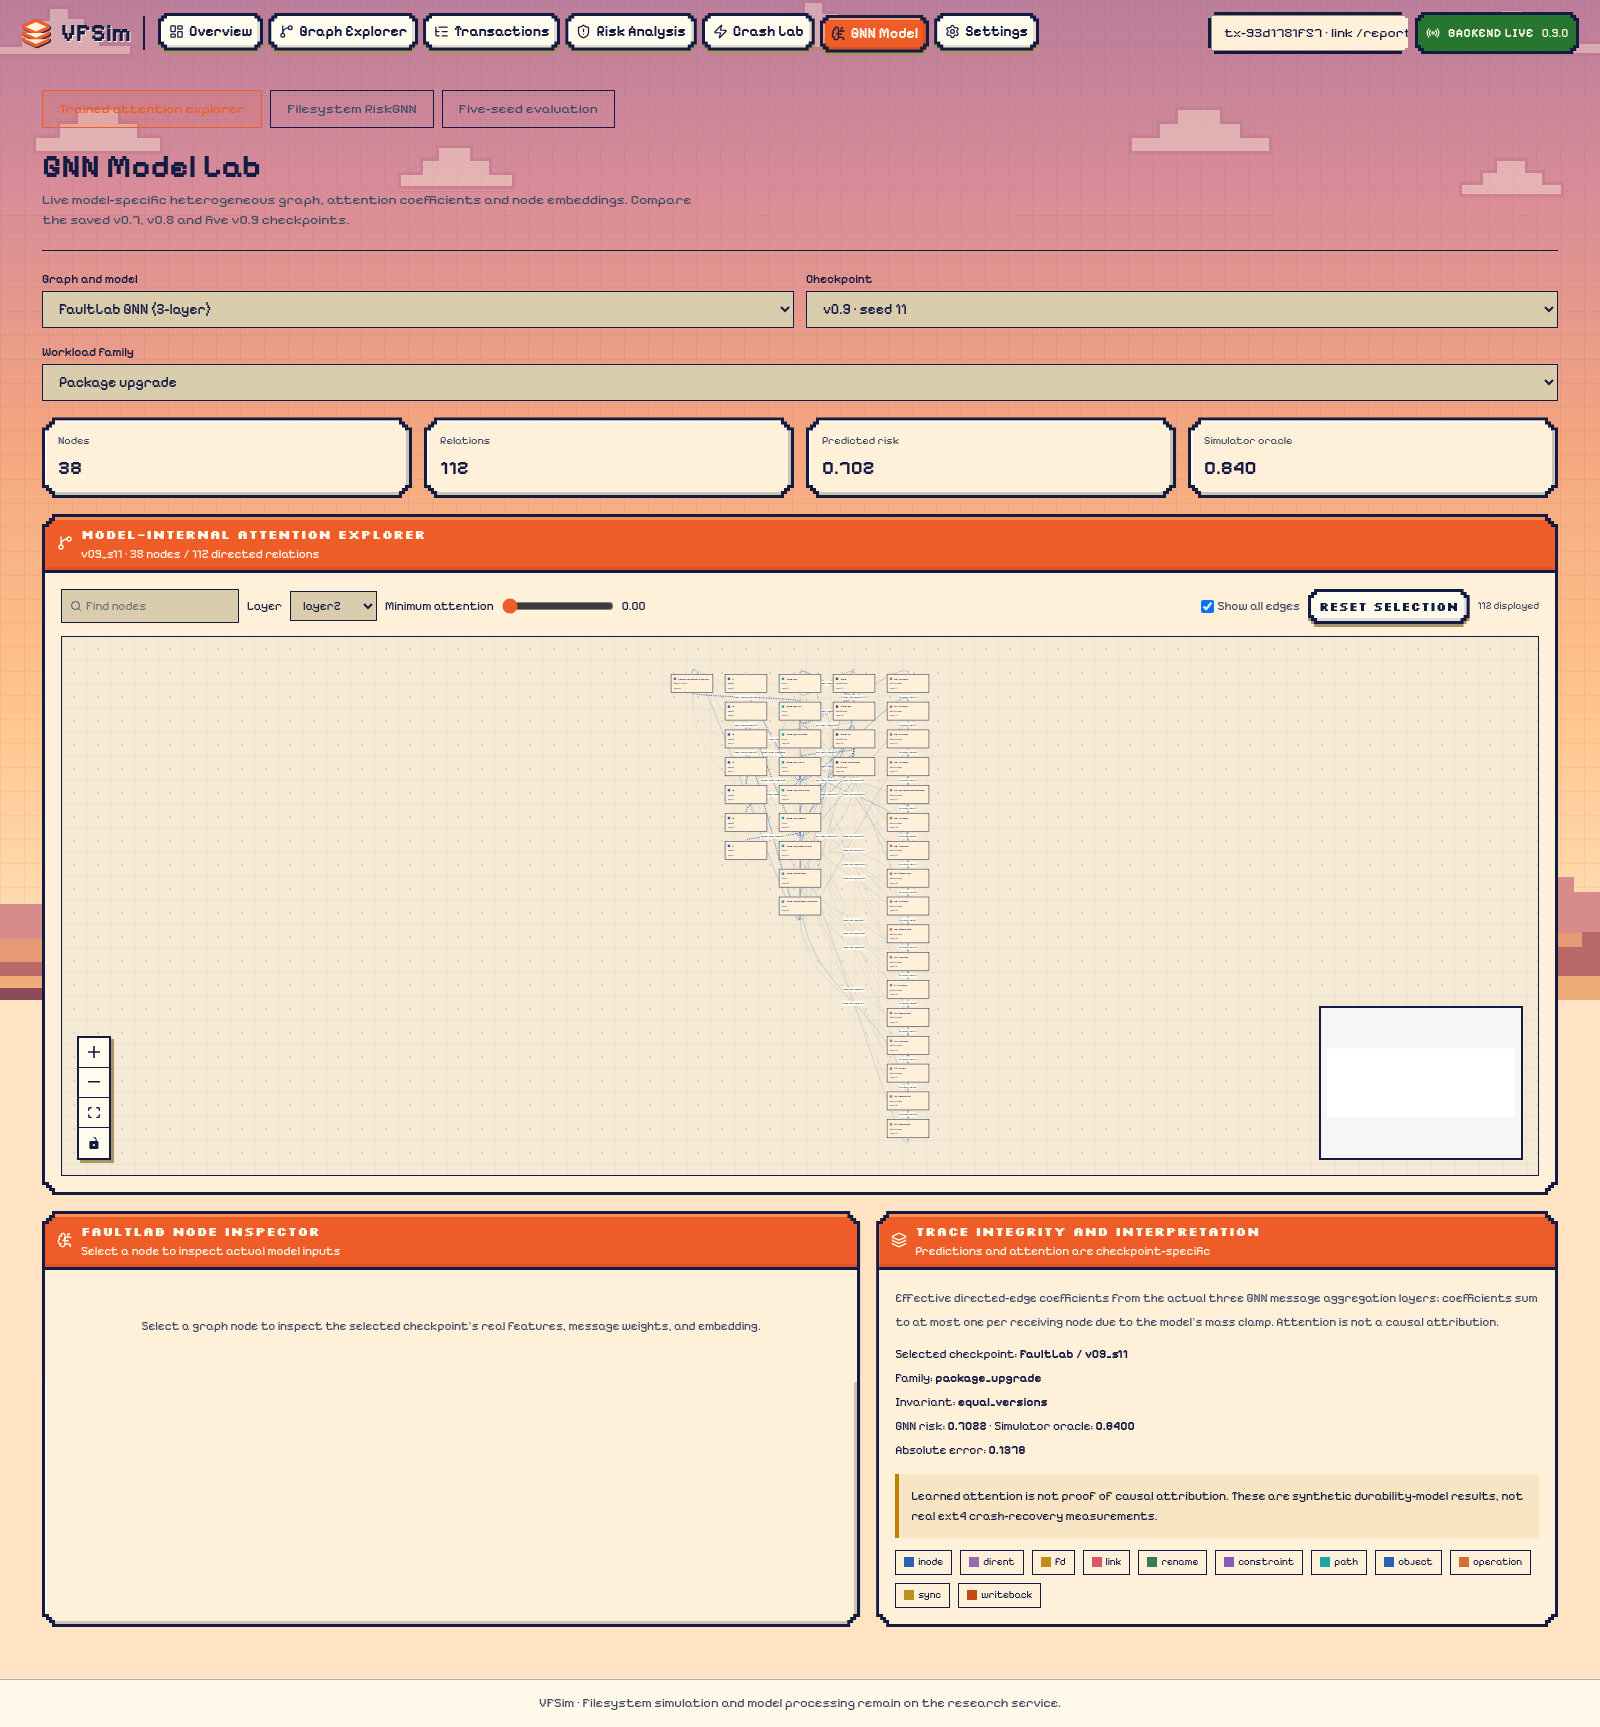 VFSim
Overview
Graph Explorer
Transactions
Risk Analysis
Crash Lab
GNN Model
Settings
tx-93d1781f57 · link /report
BACKEND LIVE 0.9.0
Trained attention explorer
Filesystem RiskGNN
Five-seed evaluation
GNN Model Lab
Live model-specific heterogeneous graph, attention coefficients and node embeddings. Compare
the saved v0.7, v0.8 and five v0.9 checkpoints.
Graph and model
Checkpoint
FaultLab GNN (3-layer)
v0.9 · seed 11
Workload family
Package upgrade
Nodes
38
Relations
112
Predicted risk
0.702
Simulator oracle
0.840
MODEL-INTERNAL ATTENTION EXPLORER
v09_s11 · 38 nodes / 112 directed relations
Find nodes
Layer
layer2
Minimum attention
0.00
Show all edges
RESET SELECTION
112 displayed
FAULTLAB NODE INSPECTOR
Select a node to inspect actual model inputs
Select a graph node to inspect the selected checkpoint's real features, message weights, and embedding.
TRACE INTEGRITY AND INTERPRETATION
Predictions and attention are checkpoint-specific
Effective directed-edge coefficients from the actual three GNN message aggregation layers; coefficients sum
to at most one per receiving node due to the model's mass clamp. Attention is not a causal attribution.
Selected checkpoint: FaultLab / v09_s11
Family: package_upgrade
Invariant: equal_versions
GNN risk: 0.7022 · Simulator oracle: 0.8400
Absolute error: 0.1378
Learned attention is not proof of causal attribution. These are synthetic durability-model results, not
real ext4 crash-recovery measurements.
inode
dirent
fd
link
rename
constraint
path
object
operation
sync
writeback
VFSim · Filesystem simulation and model processing remain on the research service.